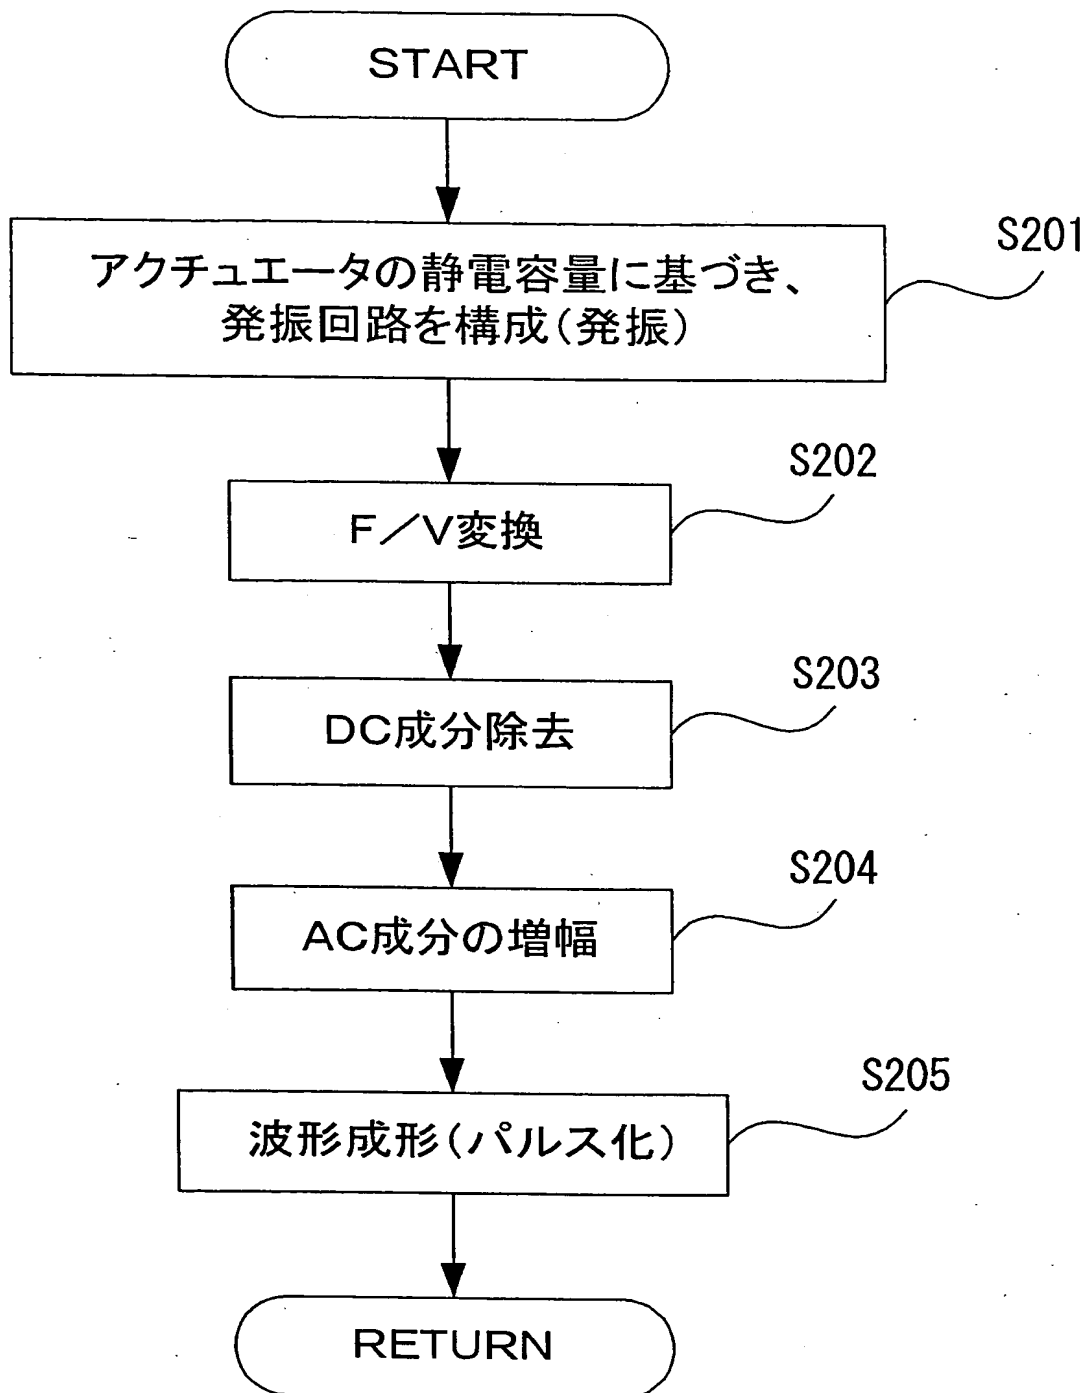 START
S201
アクチュエータの静電容量に基づき、
発振回路を構成(発振)
S202
F/V変換
S203
DC成分除去
S204
AC成分の増幅
S205
波形成形(パルス化)
RETURN